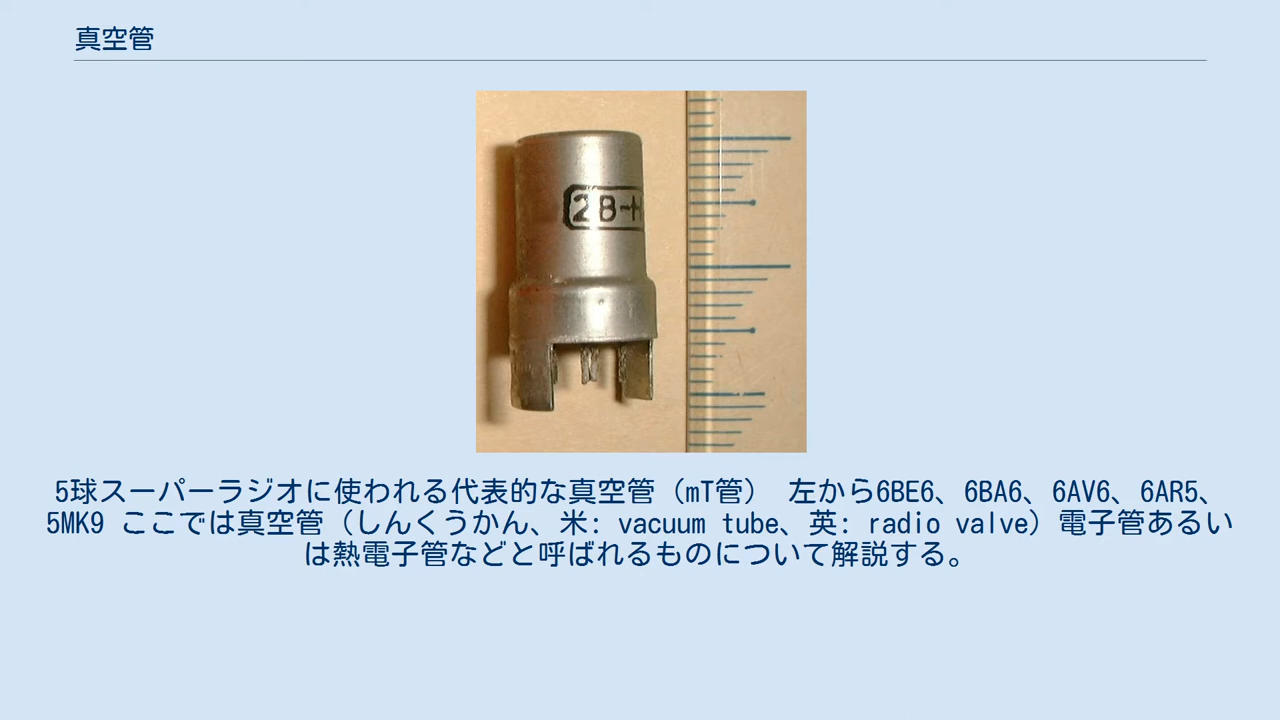 真空管
2B-H
5球スーパーラジオに使われる代表的な真空管（mT管） 左から6BE6、6BA6、6AV6、6AR5、
5MK9 ここでは真空管（しんくうかん、米: vacuum tube、英: radio valve）電子管あるい
は熱電子管などと呼ばれるものについて解説する。